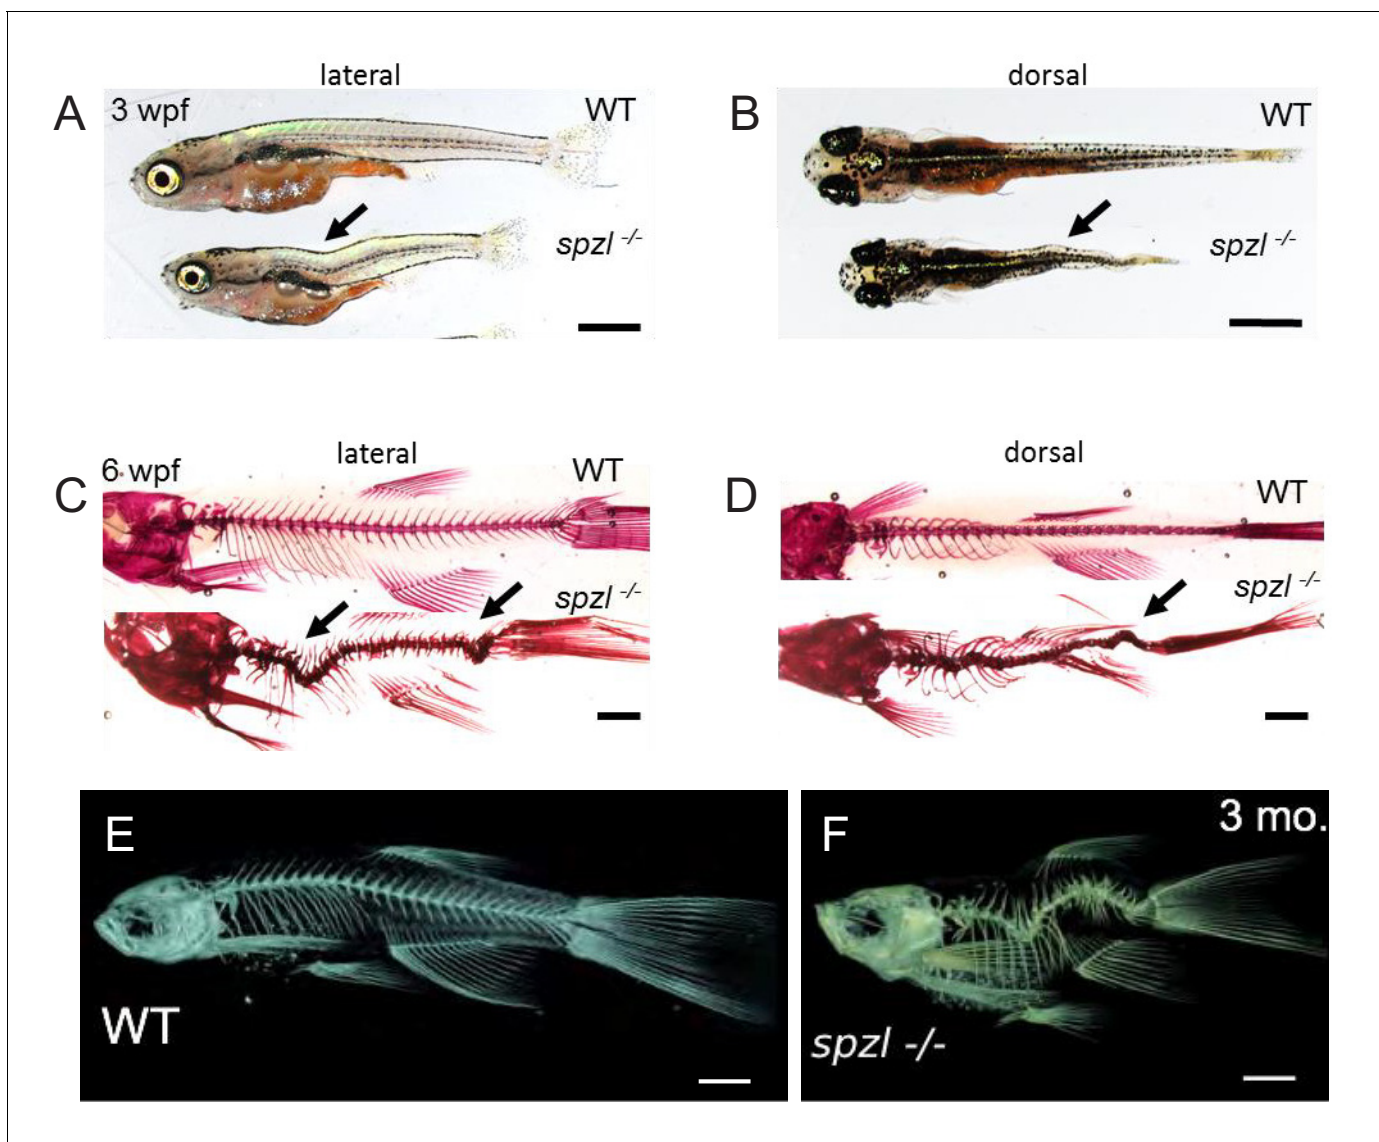 lateral
dorsal
A
3 wpf
WT
B
WT
spzl -/-
spzl -/-
lateral
dorsal
6 wpf
WT
WT
C
D
spzl -/-
spzl -/-
E
F
3 mo.
WT
spzl -/-